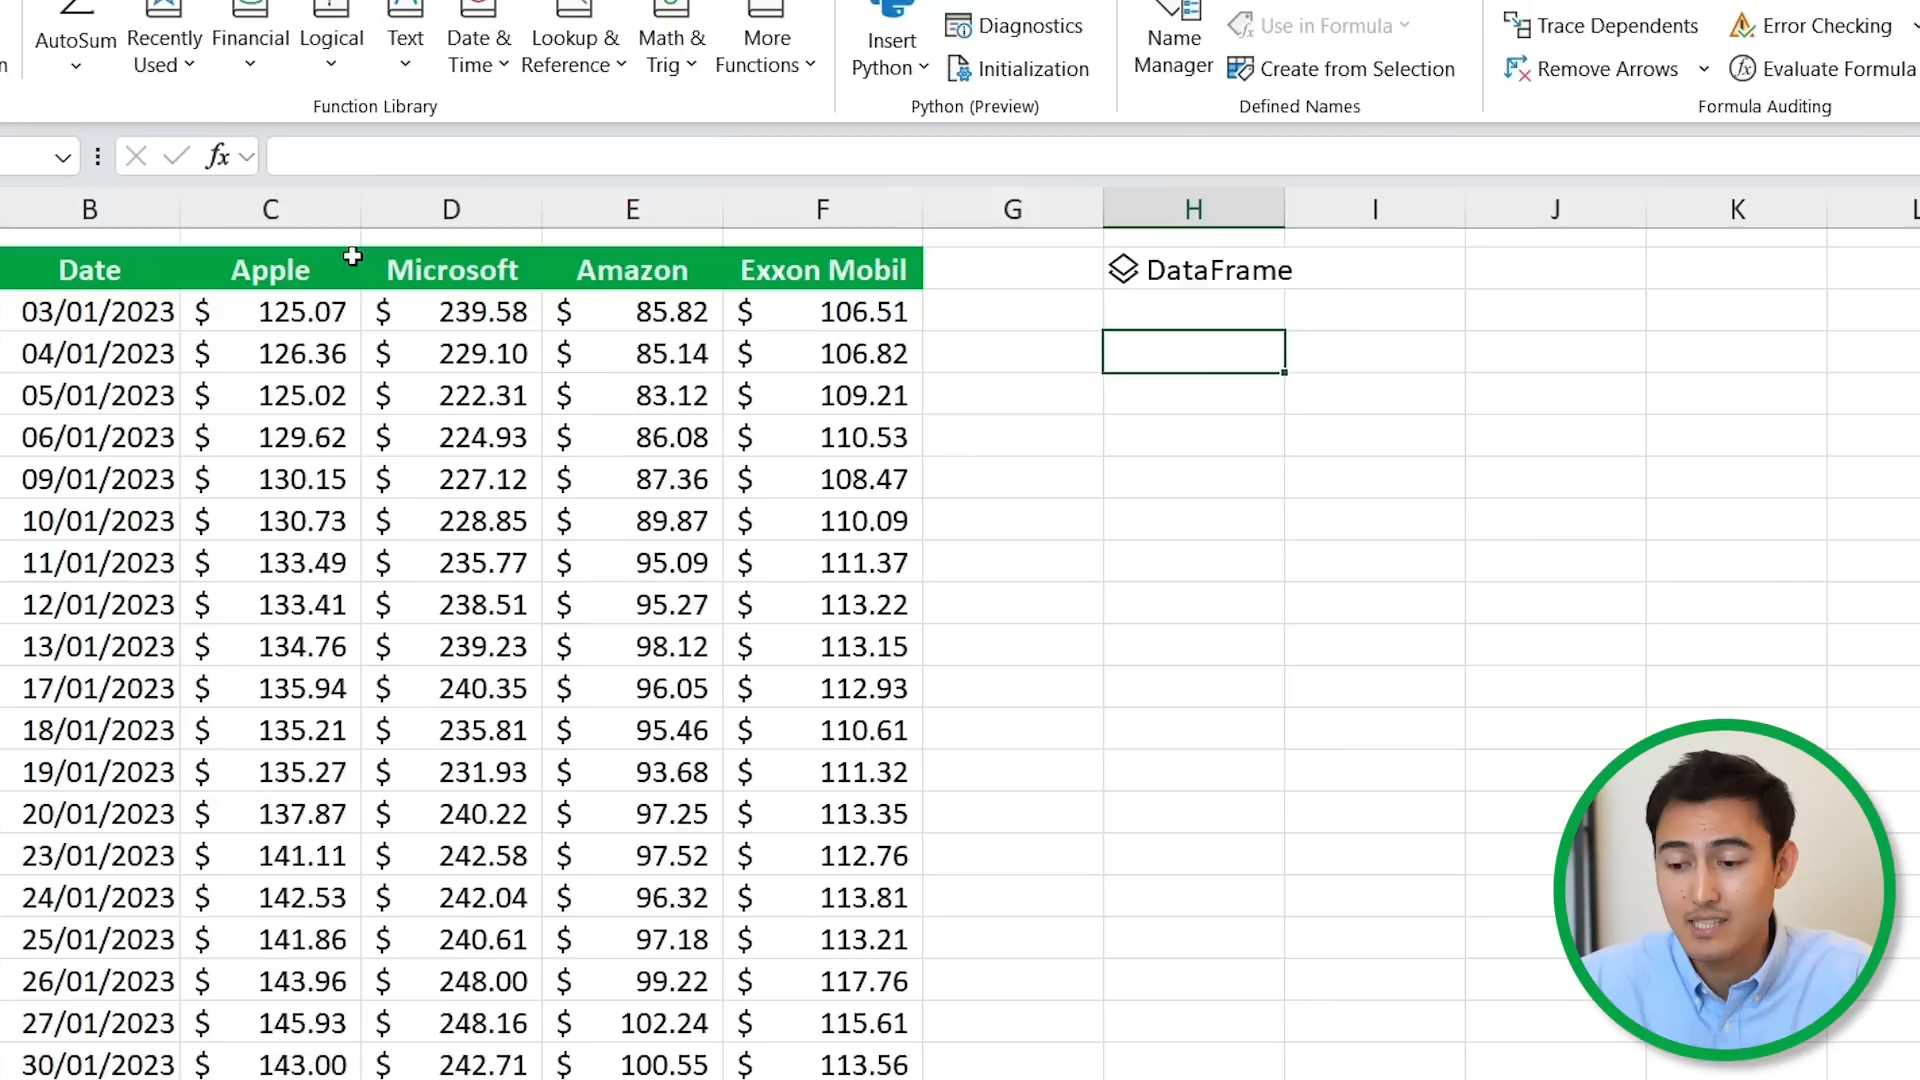 AutoSum
Recently Used
Financial
Logical
Text
Date & Time
Lookup & Reference
Math & Trig
More Functions
Function Library
Insert Python
Diagnostics
Initialization
Python (Preview)
Name Manager
Use in Formula
Create from Selection
Defined Names
Trace Dependents
Remove Arrows
Error Checking
Evaluate Formula
Formula Auditing
fx
B C D E F G H I J K L
Date Apple Microsoft Amazon Exxon Mobil DataFrame
03/01/2023 $ 125.07 $ 239.58 $ 85.82 $ 106.51
04/01/2023 $ 126.36 $ 229.10 $ 85.14 $ 106.82
05/01/2023 $ 125.02 $ 222.31 $ 83.12 $ 109.21
06/01/2023 $ 129.62 $ 224.93 $ 86.08 $ 110.53
09/01/2023 $ 130.15 $ 227.12 $ 87.36 $ 108.47
10/01/2023 $ 130.73 $ 228.85 $ 89.87 $ 110.09
11/01/2023 $ 133.49 $ 235.77 $ 95.09 $ 111.37
12/01/2023 $ 133.41 $ 238.51 $ 95.27 $ 113.22
13/01/2023 $ 134.76 $ 239.23 $ 98.12 $ 113.15
17/01/2023 $ 135.94 $ 240.35 $ 96.05 $ 112.93
18/01/2023 $ 135.21 $ 235.81 $ 95.46 $ 110.61
19/01/2023 $ 135.27 $ 231.93 $ 93.68 $ 111.32
20/01/2023 $ 137.87 $ 240.22 $ 97.25 $ 113.35
23/01/2023 $ 141.11 $ 242.58 $ 97.52 $ 112.76
24/01/2023 $ 142.53 $ 242.04 $ 96.32 $ 113.81
25/01/2023 $ 141.86 $ 240.61 $ 97.18 $ 113.21
26/01/2023 $ 143.96 $ 248.00 $ 99.22 $ 117.76
27/01/2023 $ 145.93 $ 248.16 $ 102.24 $ 115.61
30/01/2023 $ 143.00 $ 242.71 $ 100.55 $ 113.56